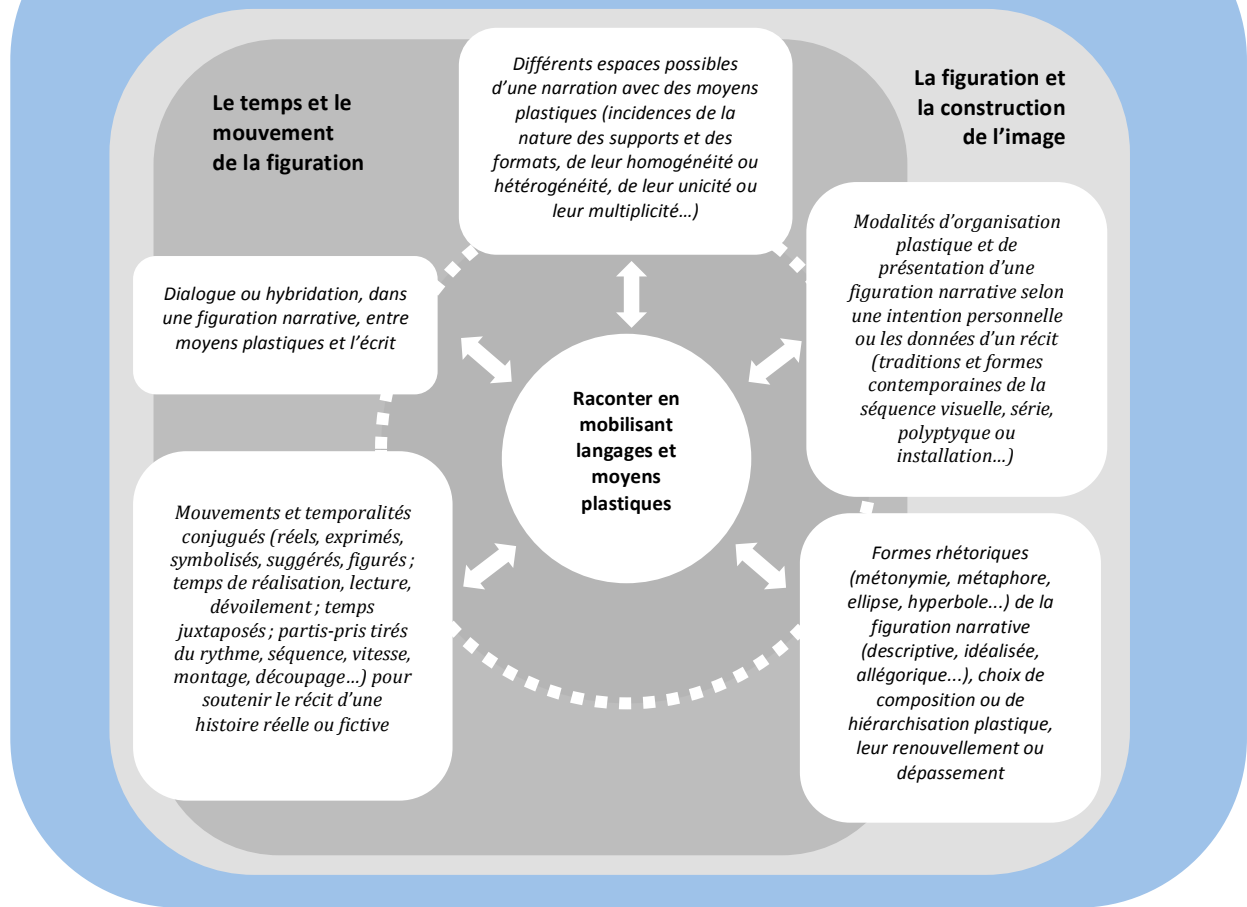 Le temps et le
mouvement
de la figuration
Différents espaces possibles
d’une narration avec des moyens
plastiques (incidences de la
nature des supports et des
formats, de leur homogénéité ou
hétérogénéité, de leur unicité ou
leur multiplicité…)
La figuration et
la construction
de l’image
Dialogue ou hybridation, dans
une figuration narrative, entre
moyens plastiques et l’écrit
Modalités d’organisation
plastique et de
présentation d’une
figuration narrative selon
une intention personnelle
ou les données d’un récit
(traditions et formes
contemporaines de la
séquence visuelle, série,
polyptyque ou
installation…)
Raconter en
mobilisant
langages et
moyens
plastiques
Mouvements et temporalités
conjugués (réels, exprimés,
symbolisés, suggérés, figurés ;
temps de réalisation, lecture,
dévoilement ; temps
juxtaposés ; partis-pris tirés
du rythme, séquence, vitesse,
montage, découpage…) pour
soutenir le récit d’une
histoire réelle ou fictive
Formes rhétoriques
(métonymie, métaphore,
ellipse, hyperbole...) de la
figuration narrative
(descriptive, idéalisée,
allégorique...), choix de
composition ou de
hiérarchisation plastique,
leur renouvellement ou
dépassement